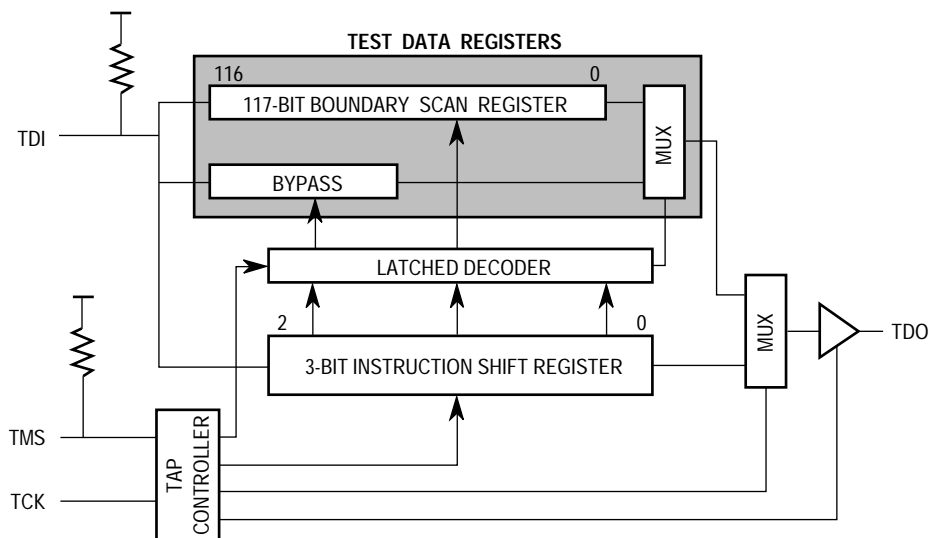 TEST DATA REGISTERS
116 0
117-BIT BOUNDARY SCAN REGISTER
TDI
MUX
BYPASS
LATCHED DECODER
2 0
3-BIT INSTRUCTION SHIFT REGISTER
MUX
TDO
TMS
TAP
CONTROLLER
TCK